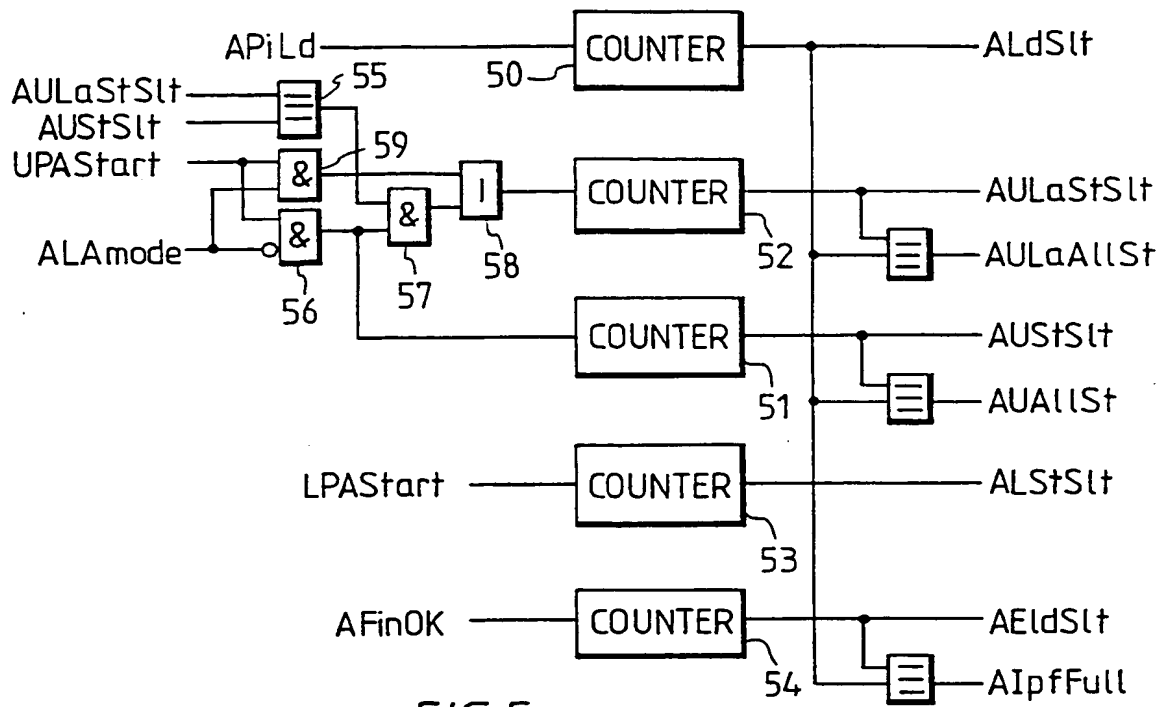 APiLd
COUNTER
50
ALdSlt
AULaStSlt
AUStSlt
55
UPAStart
&
59
ALAmode
&
56
&
57
1
58
COUNTER
52
AULaStSlt
AULaAllSt
COUNTER
51
AUStSlt
AUAllSt
LPAStart
COUNTER
53
ALStSlt
AFinOK
COUNTER
54
AEldSlt
AIpfFull